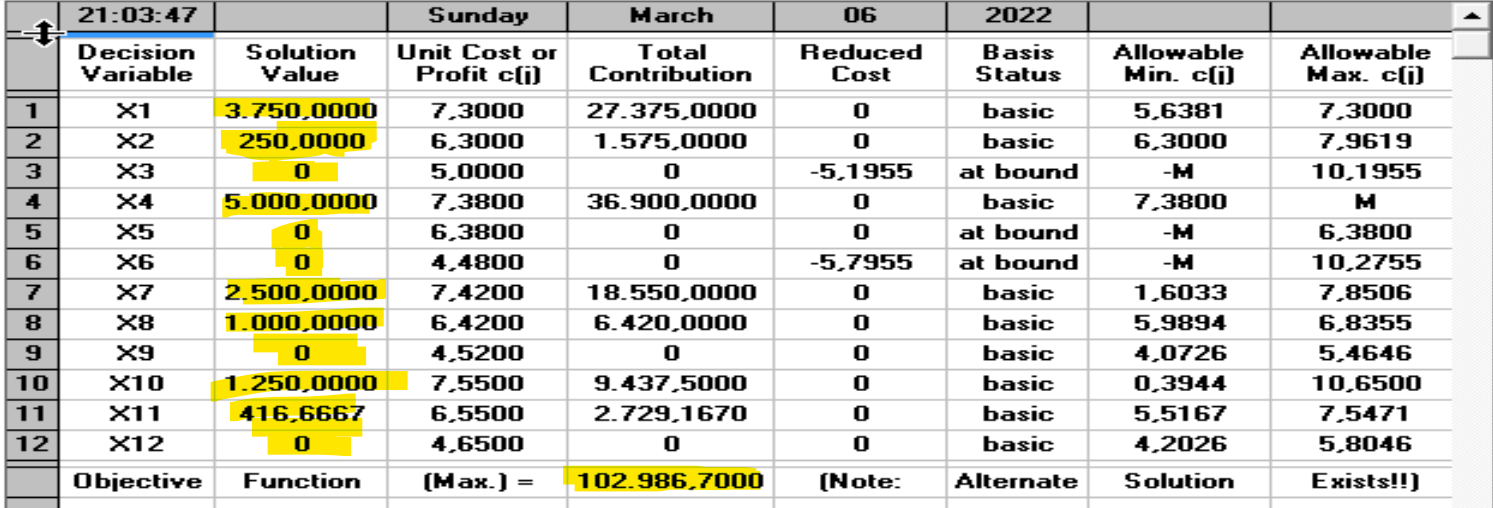 21:03:47 Sunday March 06 2022
Decision Variable Solution Value Unit Cost or Profit c(j) Total Contribution Reduced Cost Basis Status Allowable Min. c(j) Allowable Max. c(j)
1 X1 3.750,0000 7,3000 27.375,0000 0 basic 5,6381 7,3000
2 X2 250,0000 6,3000 1.575,0000 0 basic 6,3000 7,9619
3 X3 0 5,0000 0 -5,1955 at bound -M 10,1955
4 X4 5.000,0000 7,3800 36.900,0000 0 basic 7,3800 M
5 X5 0 6,3800 0 0 at bound -M 6,3800
6 X6 0 4,4800 0 -5,7955 at bound -M 10,2755
7 X7 2.500,0000 7,4200 18.550,0000 0 basic 1,6033 7,8506
8 X8 1.000,0000 6,4200 6.420,0000 0 basic 5,9894 6,8355
9 X9 0 4,5200 0 0 basic 4,0726 5,4646
10 X10 1.250,0000 7,5500 9.437,5000 0 basic 0,3944 10,6500
11 X11 416,6667 6,5500 2.729,1670 0 basic 5,5167 7,5471
12 X12 0 4,6500 0 0 basic 4,2026 5,8046
Objective Function (Max.) = 102.986,7000 (Note: Alternate Solution Exists!!)